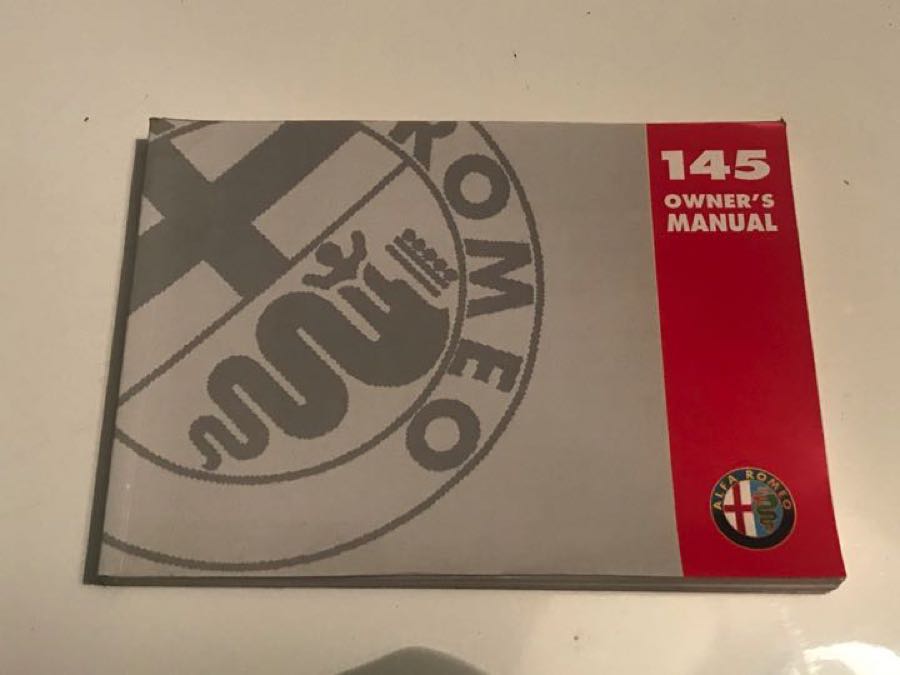 ROMEO
145
OWNER'S
MANUAL
ALFA ROMEO